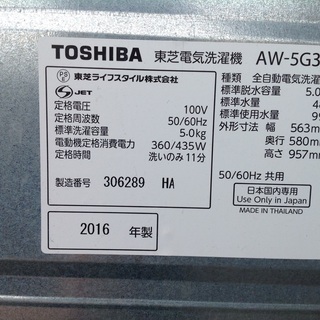 TOSHIBA 東芝電気洗濯機 AW-5G3
PSE 東芝ライフスタイル株式会社
S JET
定格電圧 100V
定格周波数 50/60Hz
標準洗濯容量 5.0kg
電動機定格消費電力 360/435W
洗いのみ 11分
製造番号 306289 HA
2016 年製
種類 全自動電気洗濯
標準脱水容量 5.0
標準水量 4
標準使用水量 9
外形寸法 幅 563m
奥行 580m
高さ 957m
50/60Hz 共用
日本国内専用
Use Only in Japan
MADE IN THAILAND